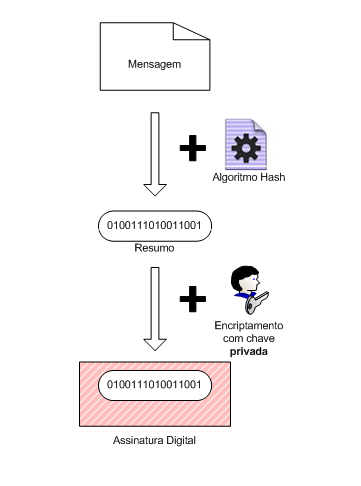 Mensagem
Algoritmo Hash
0100111010011001
Resumo
Encriptamento
com chave
privada
0100111010011001
Assinatura Digital